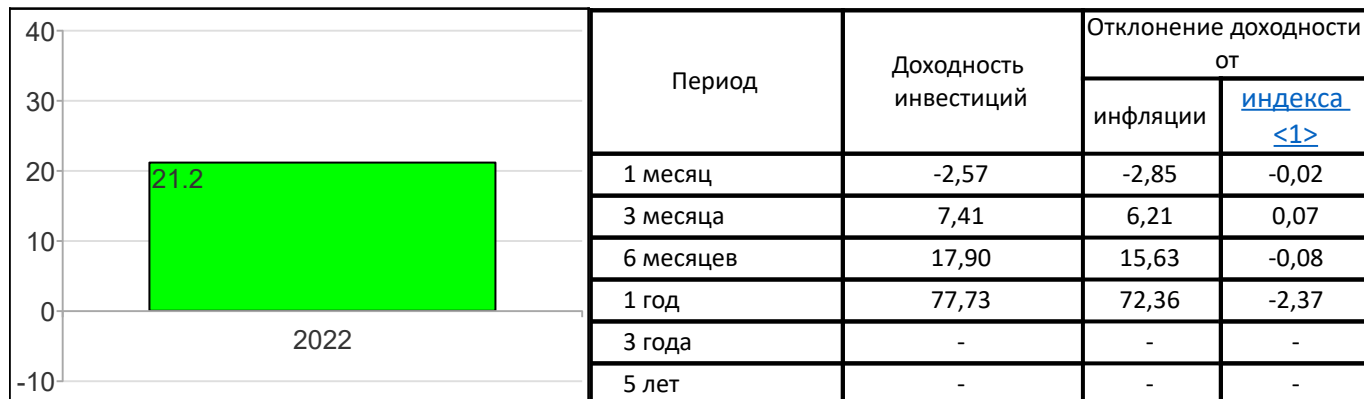 40
30
20
10
0
-10
21.2
2022
Период
Доходность
инвестиций
Отклонение доходности
от
инфляции
индекса
<1>
1 месяц -2,57 -2,85 -0,02
3 месяца 7,41 6,21 0,07
6 месяцев 17,90 15,63 -0,08
1 год 77,73 72,36 -2,37
3 года - - -
5 лет - - -